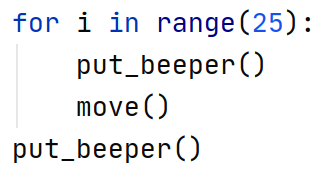 for i in range(25):
    put_beeper()
    move()
put_beeper()